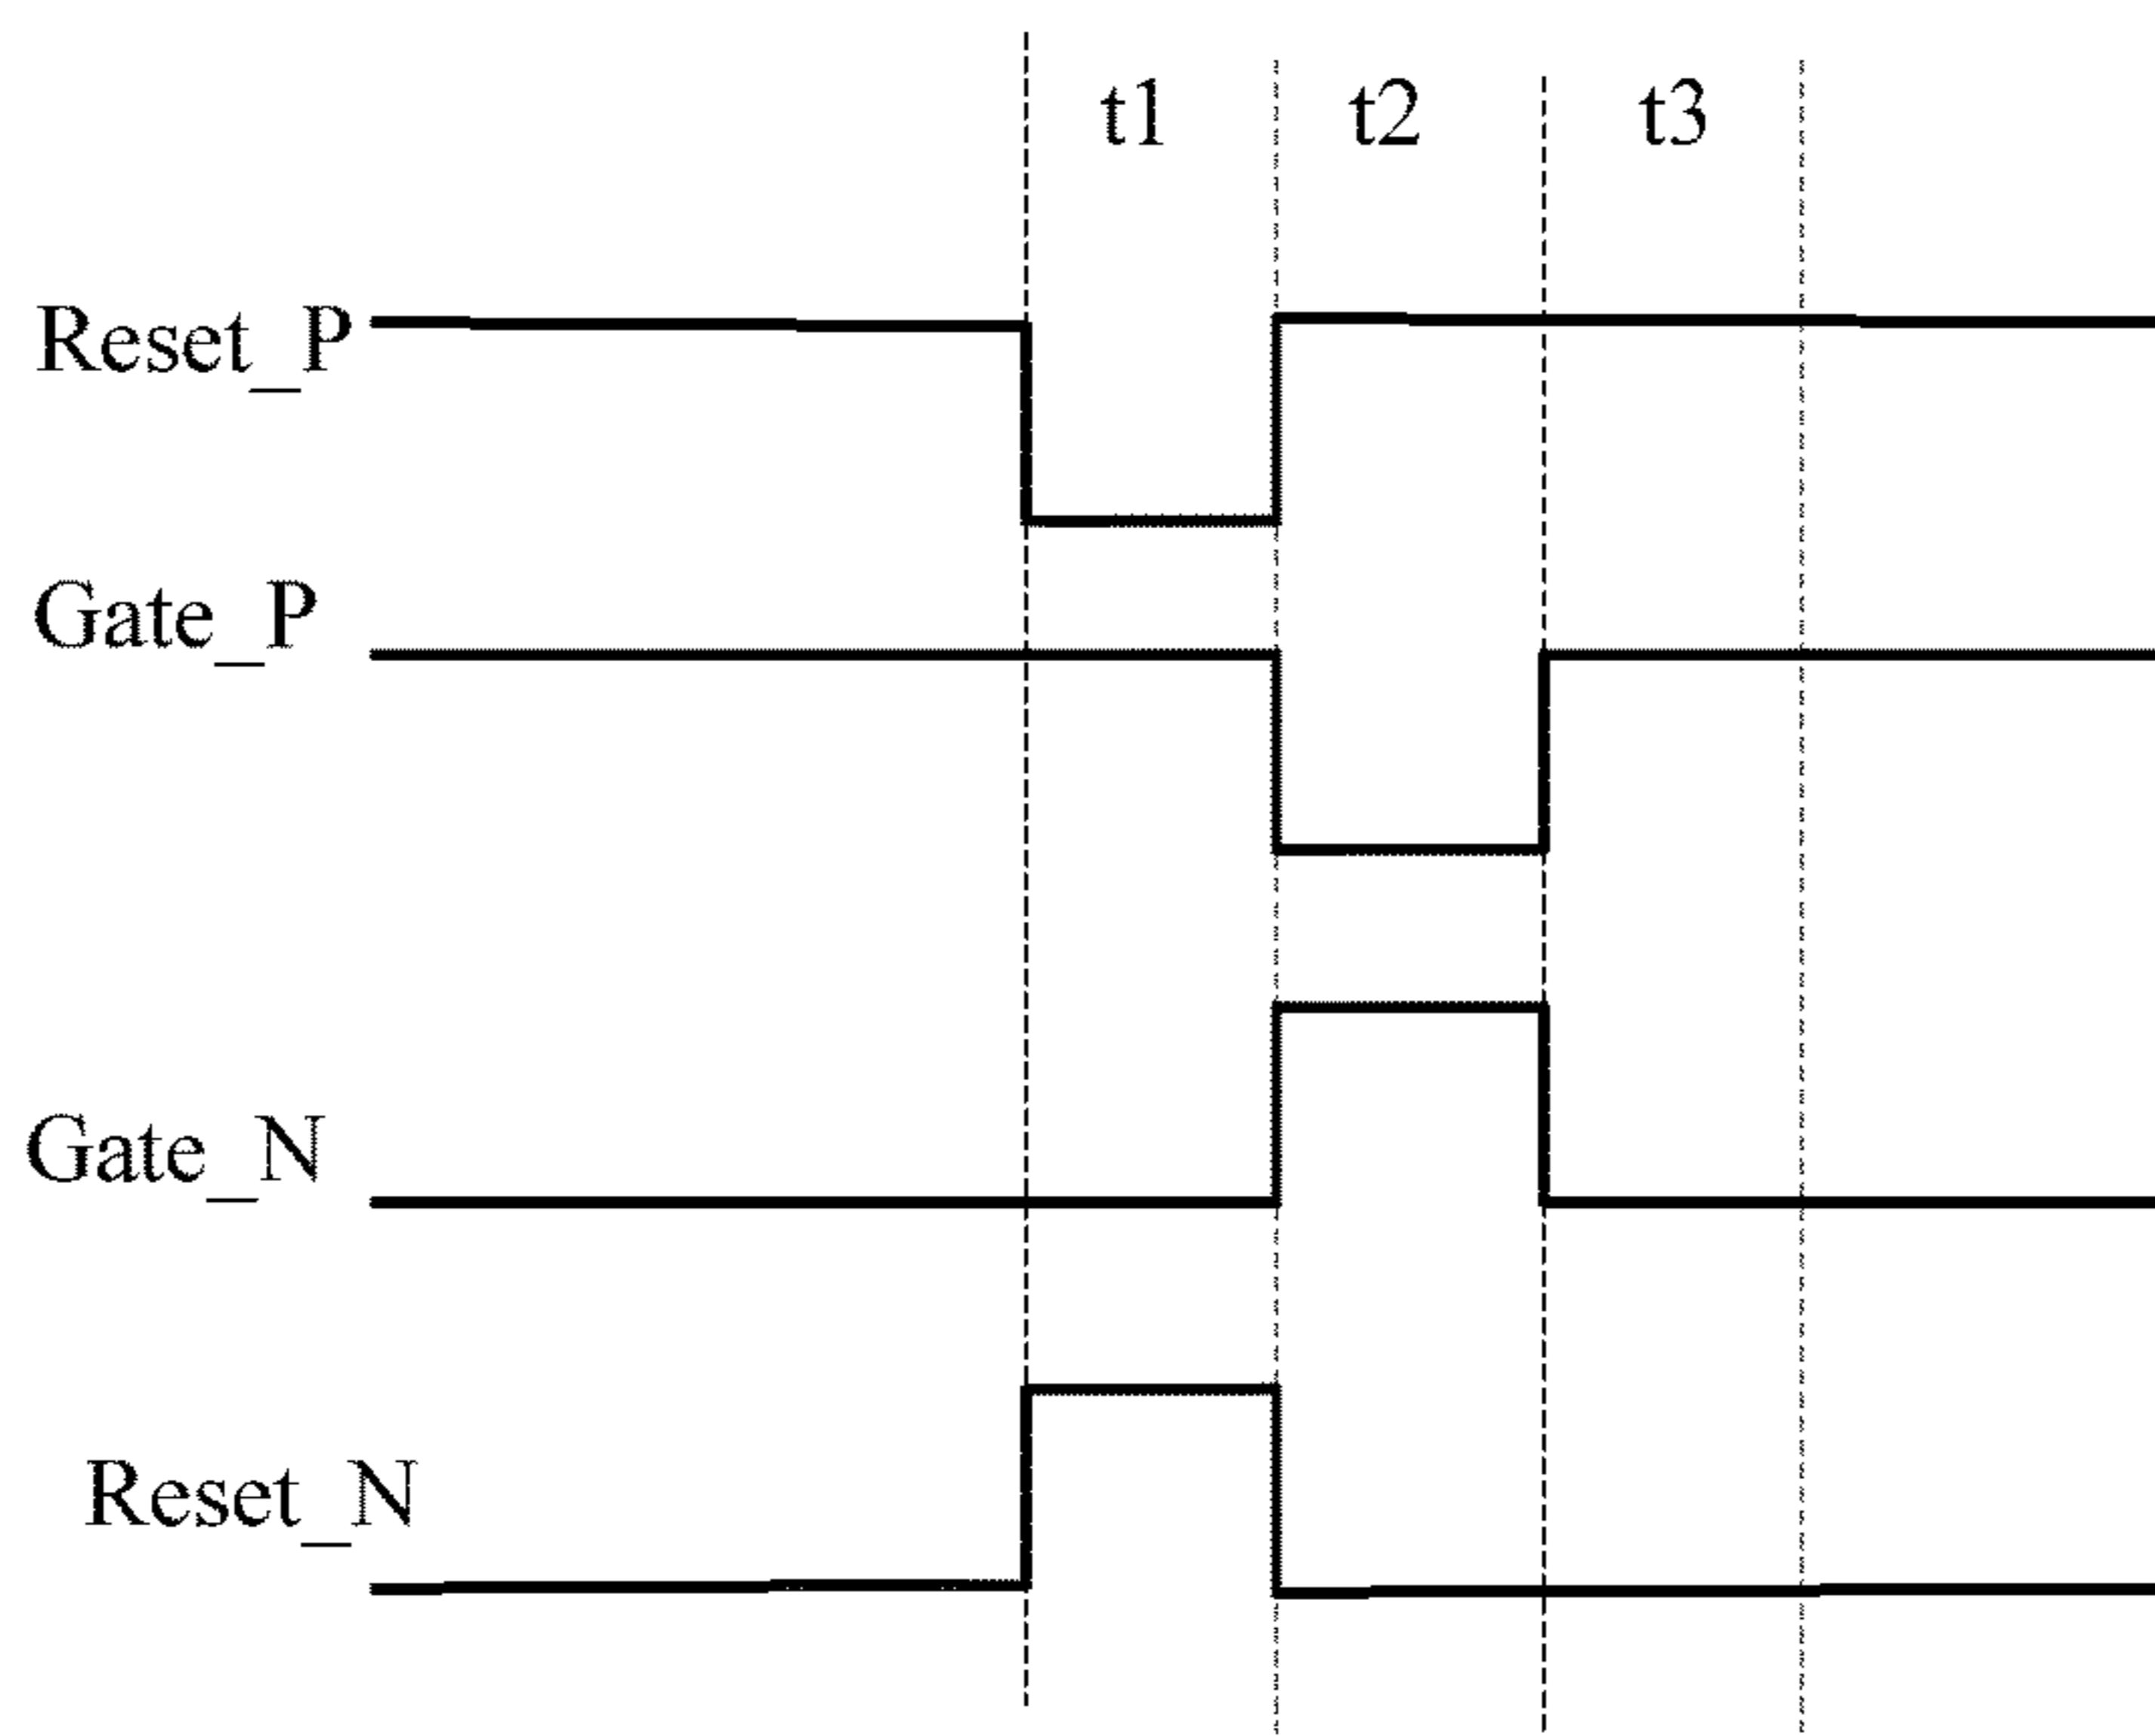 t1 t2 t3
Reset_P
Gate_P
Gate_N
Reset_N